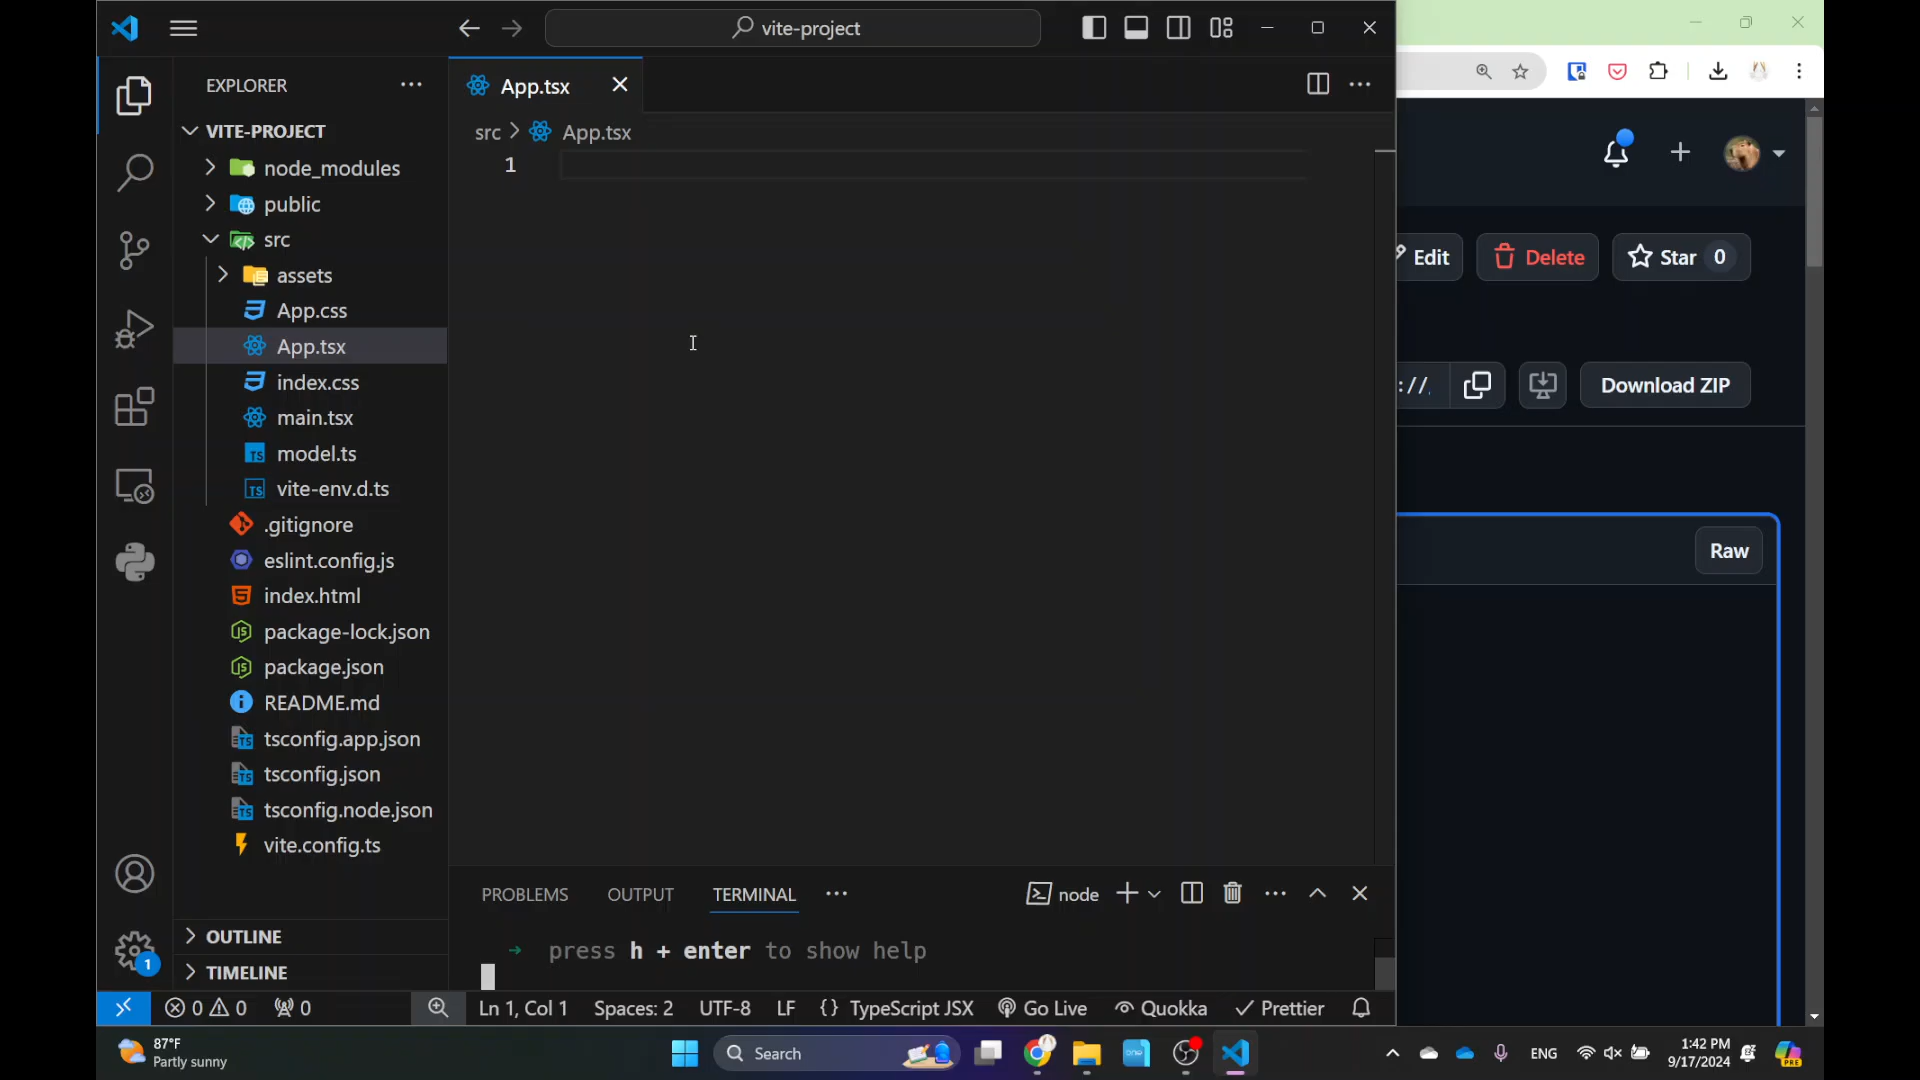 vite-project
EXPLORER
App.tsx
VITE-PROJECT
src > App.tsx
1
node_modules
public
src
assets
App.css
App.tsx
index.css
main.tsx
model.ts
vite-env.d.ts
.gitignore
eslint.config.js
index.html
package-lock.json
package.json
README.md
tsconfig.app.json
tsconfig.json
tsconfig.node.json
vite.config.ts
OUTLINE
TIMELINE
1
PROBLEMS OUTPUT TERMINAL
node
→ press h + enter to show help
0 0 0
Ln 1, Col 1 Spaces: 2 UTF-8 LF {} TypeScript JSX Go Live Quokka Prettier
Edit Delete Star 0
://
Download ZIP
Raw
87°F
Partly sunny
Search
ENG
1:42 PM
9/17/2024